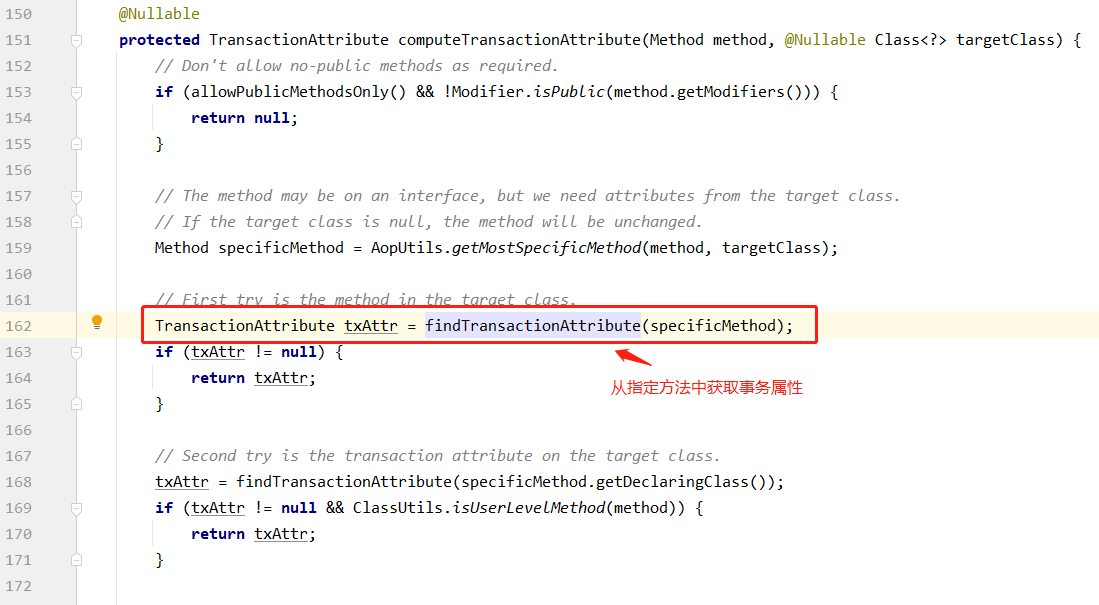 150 @Nullable
151 protected TransactionAttribute computeTransactionAttribute(Method method, @Nullable Class<?> targetClass) {
152 // Don't allow no-public methods as required.
153 if (allowPublicMethodsOnly() && !Modifier.isPublic(method.getModifiers())) {
154 return null;
155 }
156
157 // The method may be on an interface, but we need attributes from the target class.
158 // If the target class is null, the method will be unchanged.
159 Method specificMethod = AopUtils.getMostSpecificMethod(method, targetClass);
160
161 // First try is the method in the target class.
162 TransactionAttribute txAttr = findTransactionAttribute(specificMethod);
163 if (txAttr != null) {
164 return txAttr;
从指定方法中获取事务属性
165 }
166
167 // Second try is the transaction attribute on the target class.
168 txAttr = findTransactionAttribute(specificMethod.getDeclaringClass());
169 if (txAttr != null && ClassUtils.isUserLevelMethod(method)) {
170 return txAttr;
171 }
172